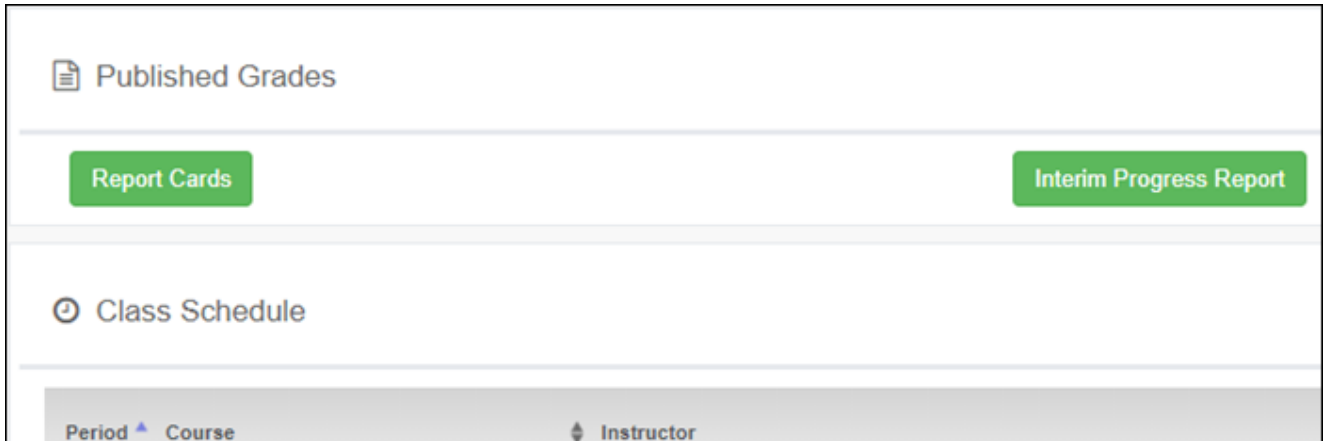 Published Grades
Report Cards Interim Progress Report
Class Schedule
Period Course Instructor